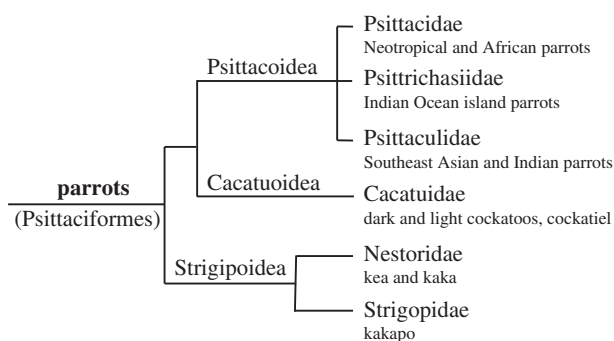 Psittacidae
Neotropical and African parrots
Psittacoidea
Psittrichasiidae
Indian Ocean island parrots
Psittaculidae
Southeast Asian and Indian parrots
parrots
(Psittaciformes)
Cacatuoidea
Cacatuidae
dark and light cockatoos, cockatiel
Strigipoidea
Nestoridae
kea and kaka
Strigopidae
kakapo